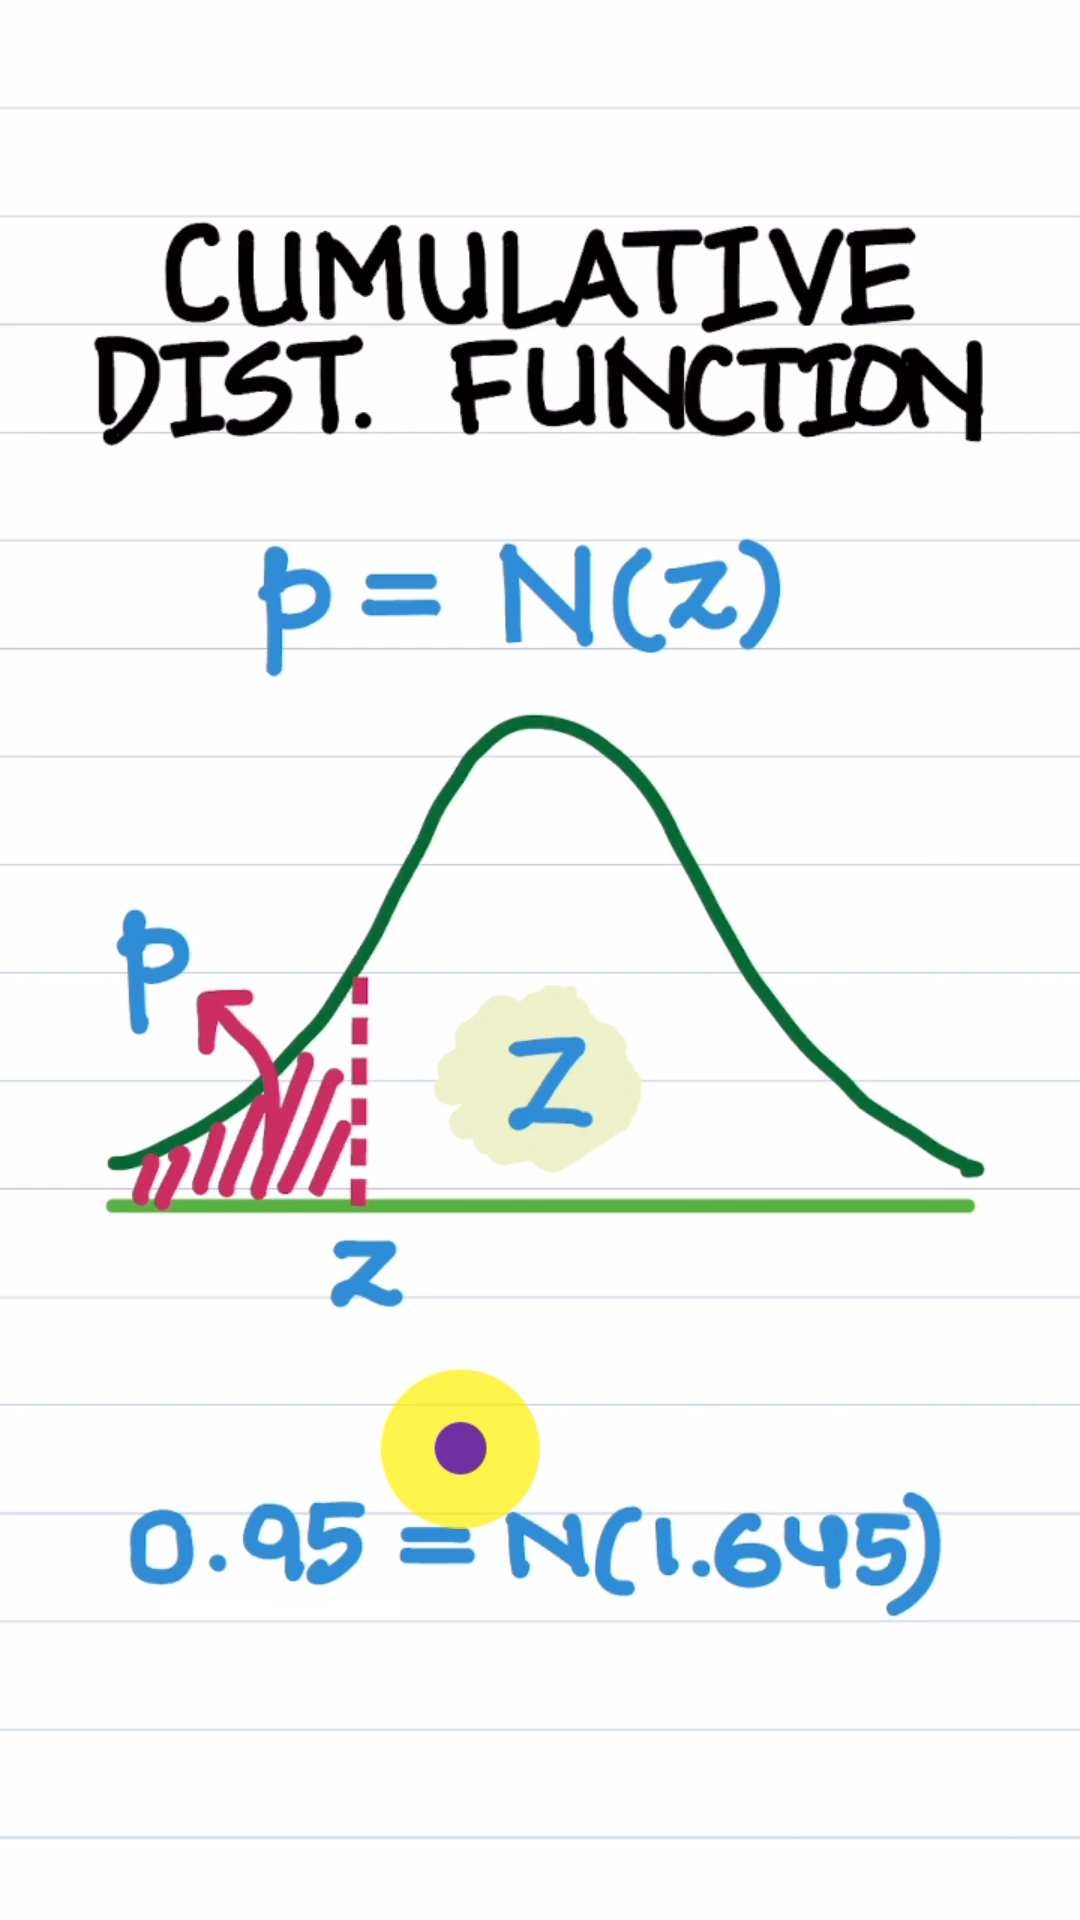 CUMULATIVE
DIST. FUNCTION
p = N(z)
p
Z
z
0.95 = N(1.645)